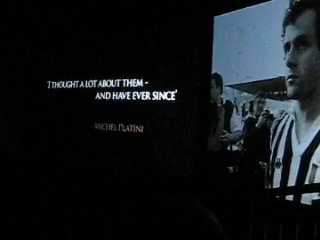 'I THOUGHT A LOT ABOUT THEM -
AND HAVE EVER SINCE'
MICHEL PLATINI